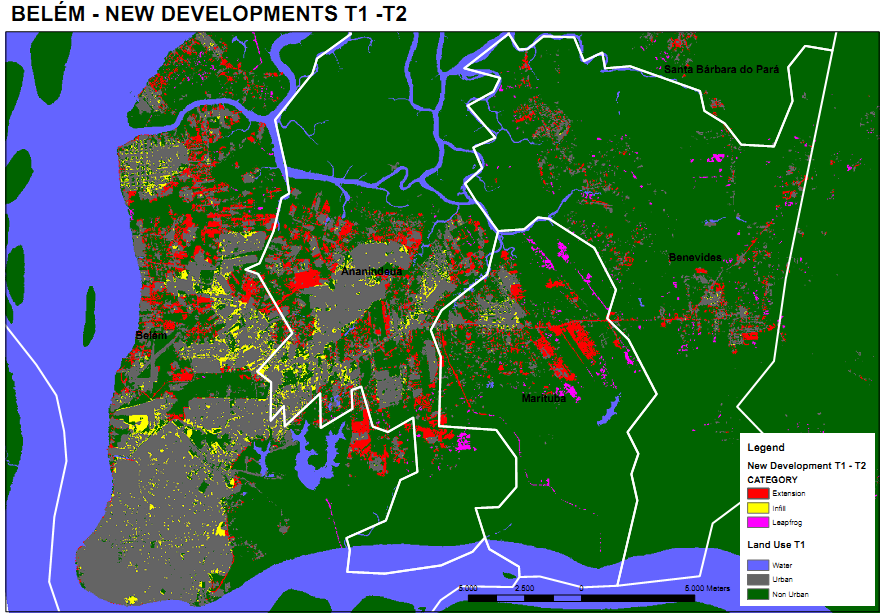 BELÉM - NEW DEVELOPMENTS T1 -T2
Santa Bárbara do Pará
Benevides
Ananindeua
Belém
Marituba
Legend
New Development T1 - T2
CATEGORY
Extension
Infill
Leapfrog
Land Use T1
Water
Urban
Non Urban
5.000 2.500 0 5.000 Meters